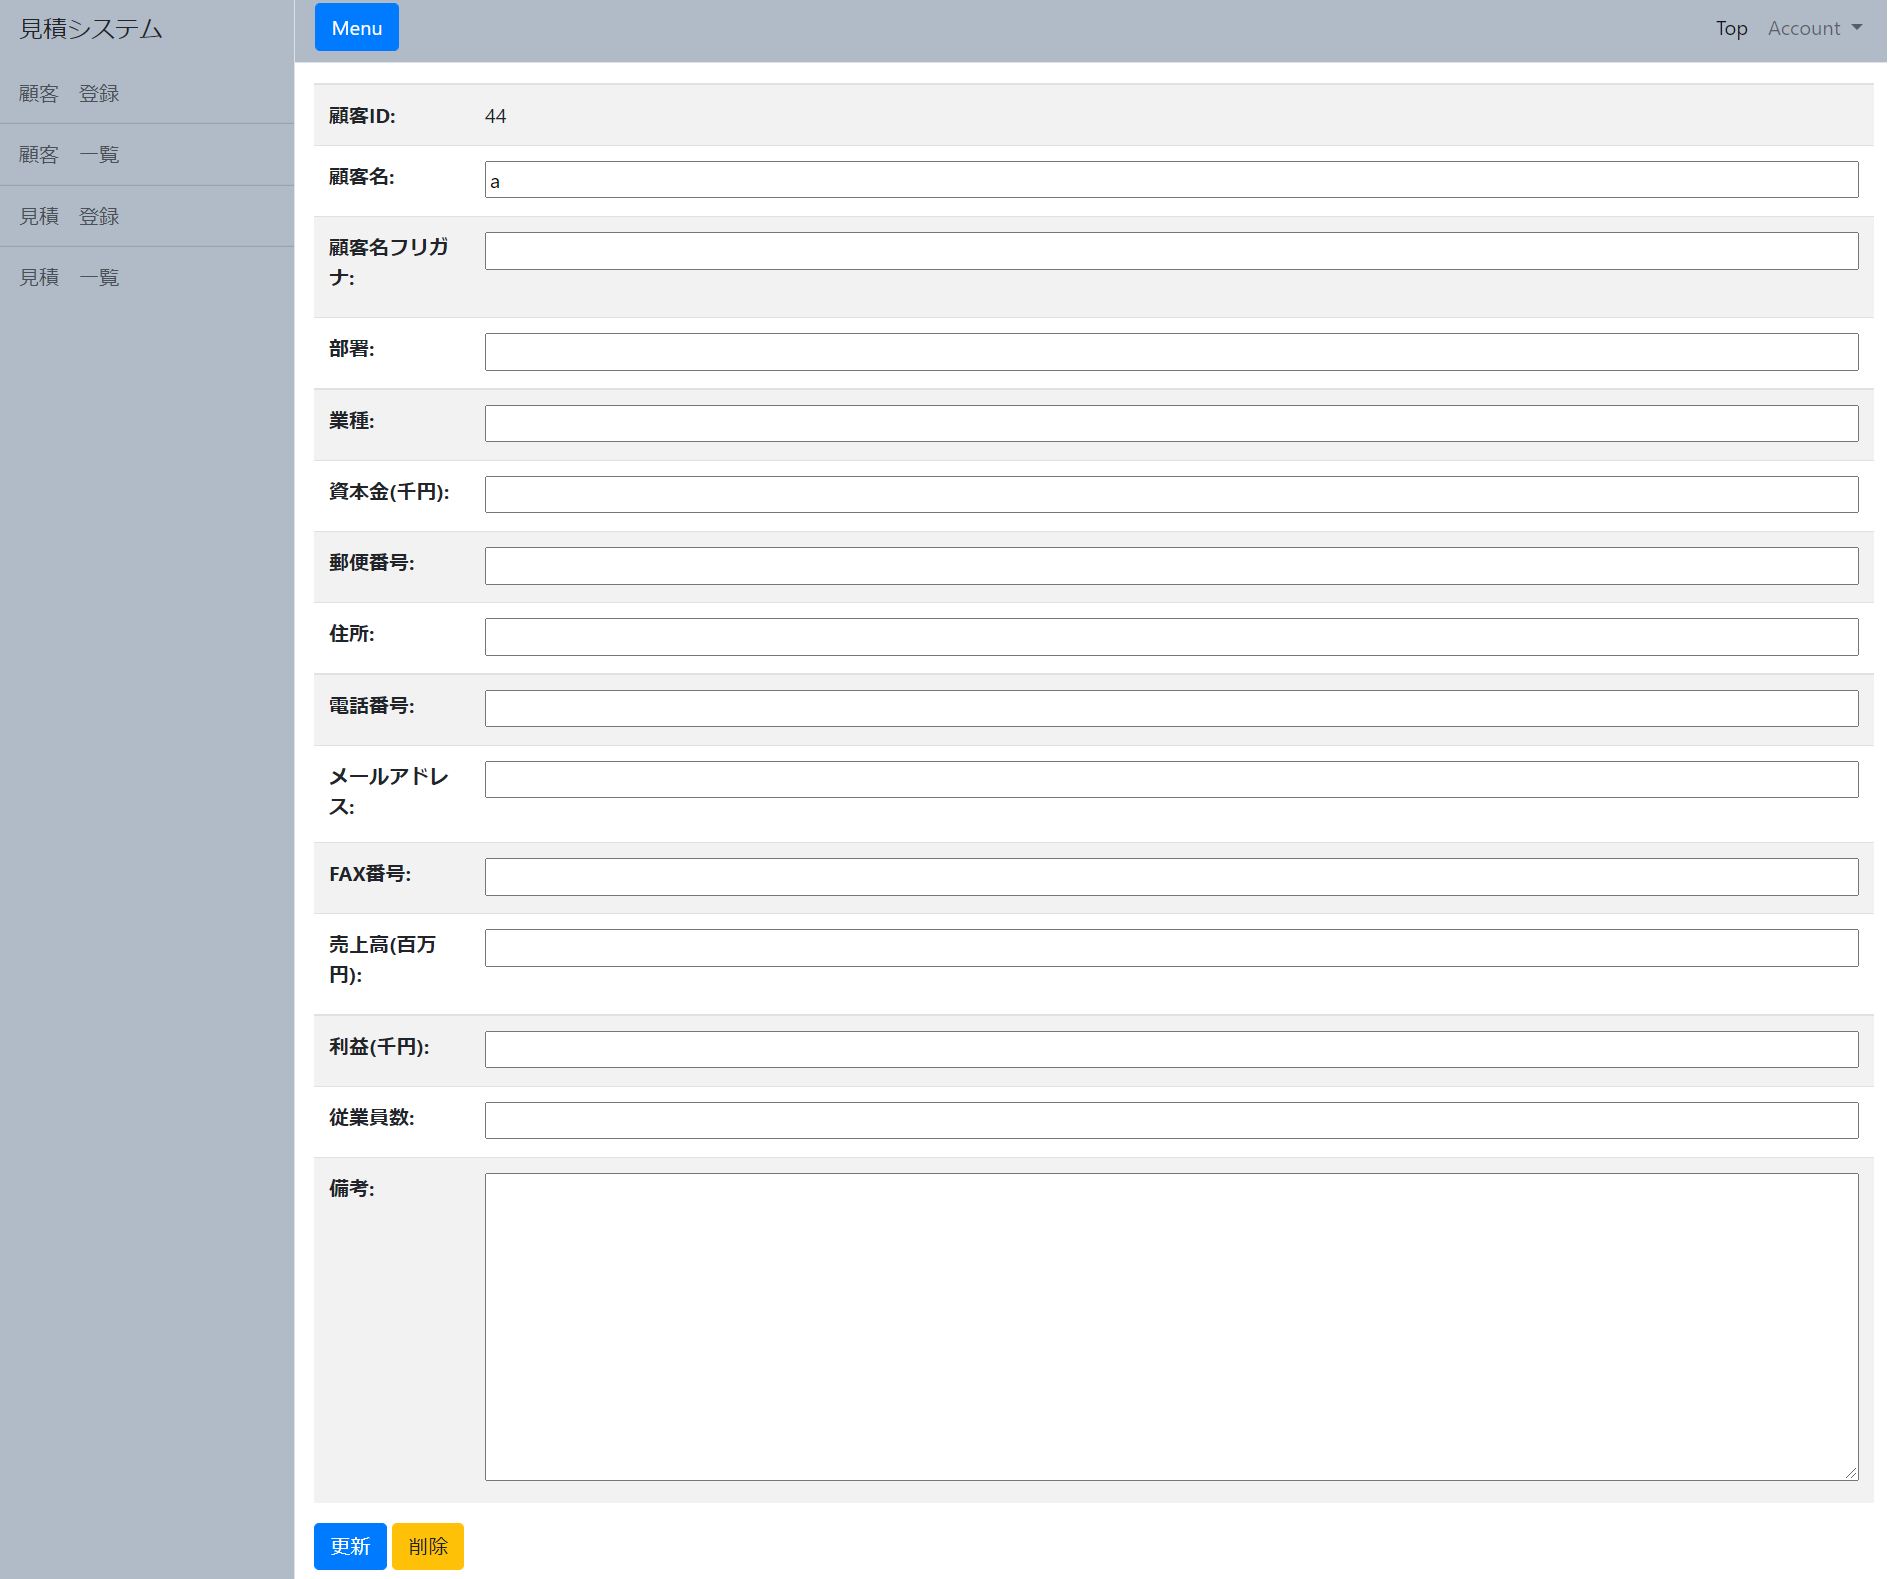 見積システム
Menu
Top
Account
顧客　登録
顧客　一覧
見積　登録
見積　一覧
顧客ID:
44
顧客名:
a
顧客名フリガ
ナ:
部署:
業種:
資本金(千円):
郵便番号:
住所:
電話番号:
メールアドレ
ス:
FAX番号:
売上高(百万
円):
利益(千円):
従業員数:
備考:
更新
削除